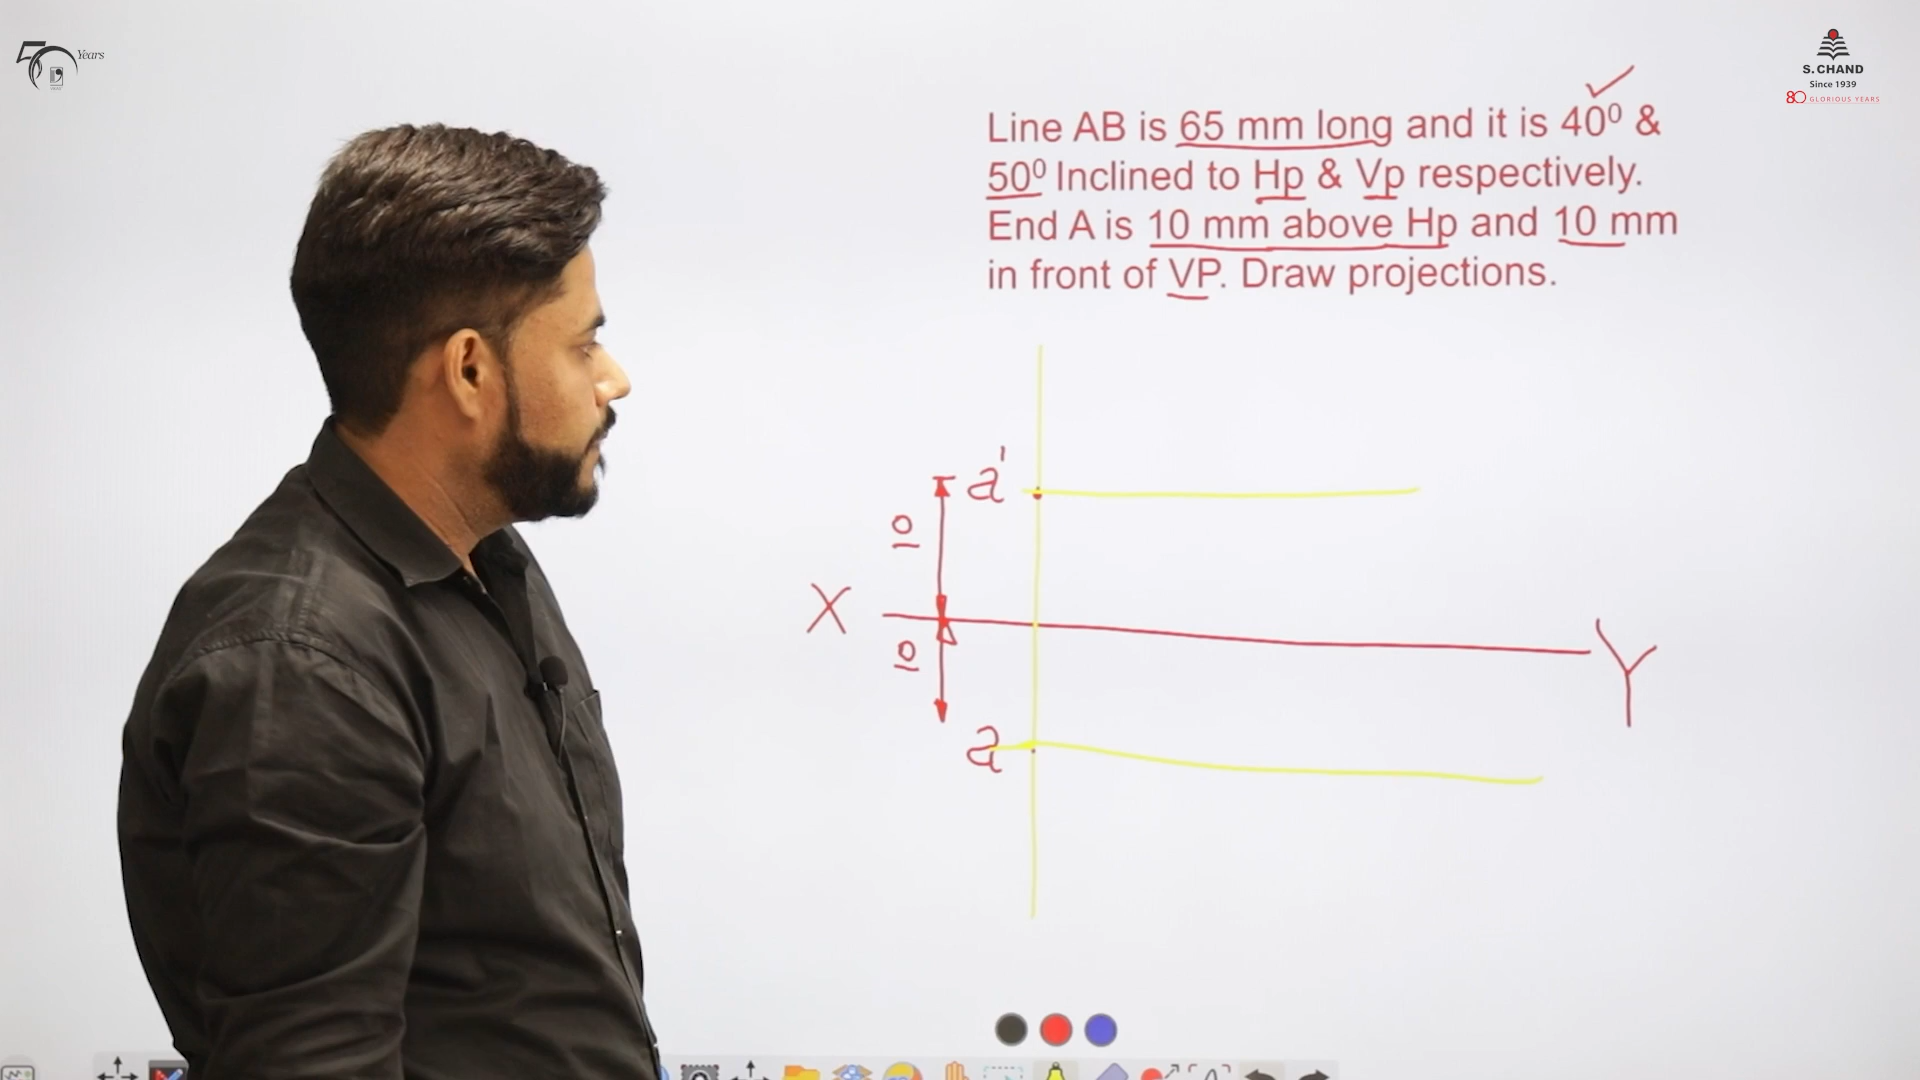 50 Years
S. CHAND
Since 1939
80 GLORIOUS YEARS
Line AB is 65 mm long and it is 40⁰ &
50⁰ Inclined to Hp & Vp respectively.
End A is 10 mm above Hp and 10 mm
in front of VP. Draw projections.
a'
10
X
Y
10
a